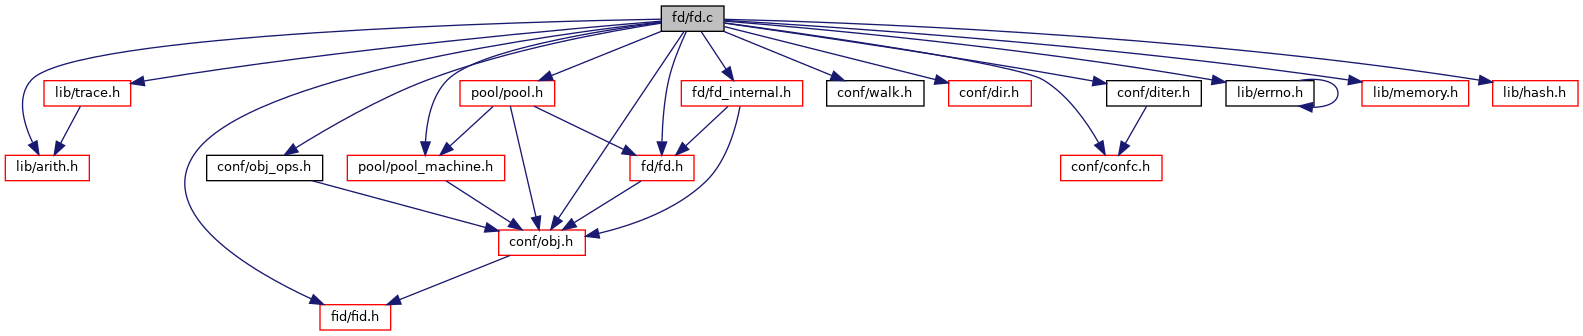 fd/fd.c
lib/trace.h
pool/pool.h
fd/fd_internal.h
conf/walk.h
conf/dir.h
conf/diter.h
lib/errno.h
lib/memory.h
lib/hash.h
lib/arith.h
conf/obj_ops.h
pool/pool_machine.h
fd/fd.h
conf/confc.h
conf/obj.h
fid/fid.h